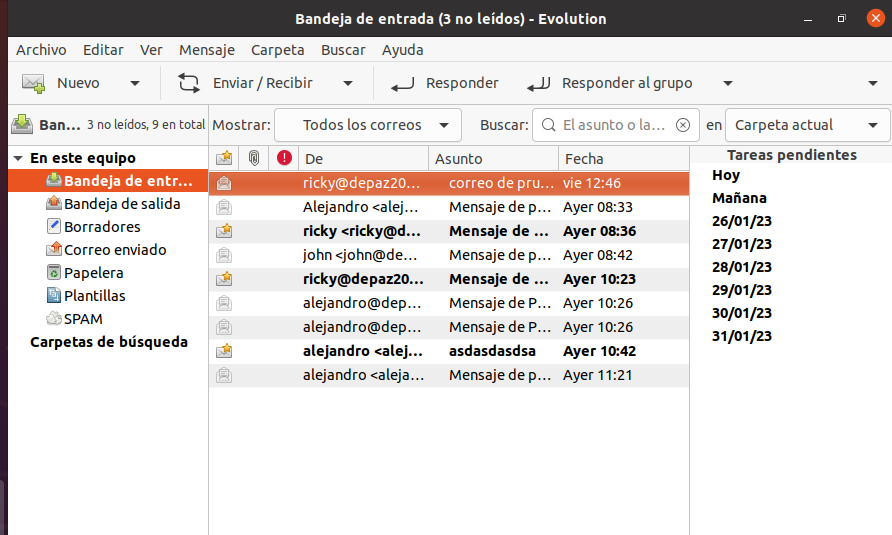 Bandeja de entrada (3 no leídos) - Evolution
Archivo Editar Ver Mensaje Carpeta Buscar Ayuda
Nuevo Enviar / Recibir Responder Responder al grupo
Ban... 3 no leídos, 9 en total Mostrar: Todos los correos Buscar: El asunto o la... en Carpeta actual
En este equipo
Bandeja de entr...
Bandeja de salida
Borradores
Correo enviado
Papelera
Plantillas
SPAM
Carpetas de búsqueda
De Asunto Fecha
ricky@depaz20... correo de pru... vie 12:46
Alejandro <alej... Mensaje de p... Ayer 08:33
ricky <ricky@d... Mensaje de ... Ayer 08:36
john <john@de... Mensaje de p... Ayer 08:42
ricky@depaz20... Mensaje de ... Ayer 10:23
alejandro@dep... Mensaje de P... Ayer 10:26
alejandro@dep... Mensaje de P... Ayer 10:26
alejandro <alej... asdasdasdsa Ayer 10:42
alejandro <aleja... Mensaje de p... Ayer 11:21
Tareas pendientes
Hoy
Mañana
26/01/23
27/01/23
28/01/23
29/01/23
30/01/23
31/01/23